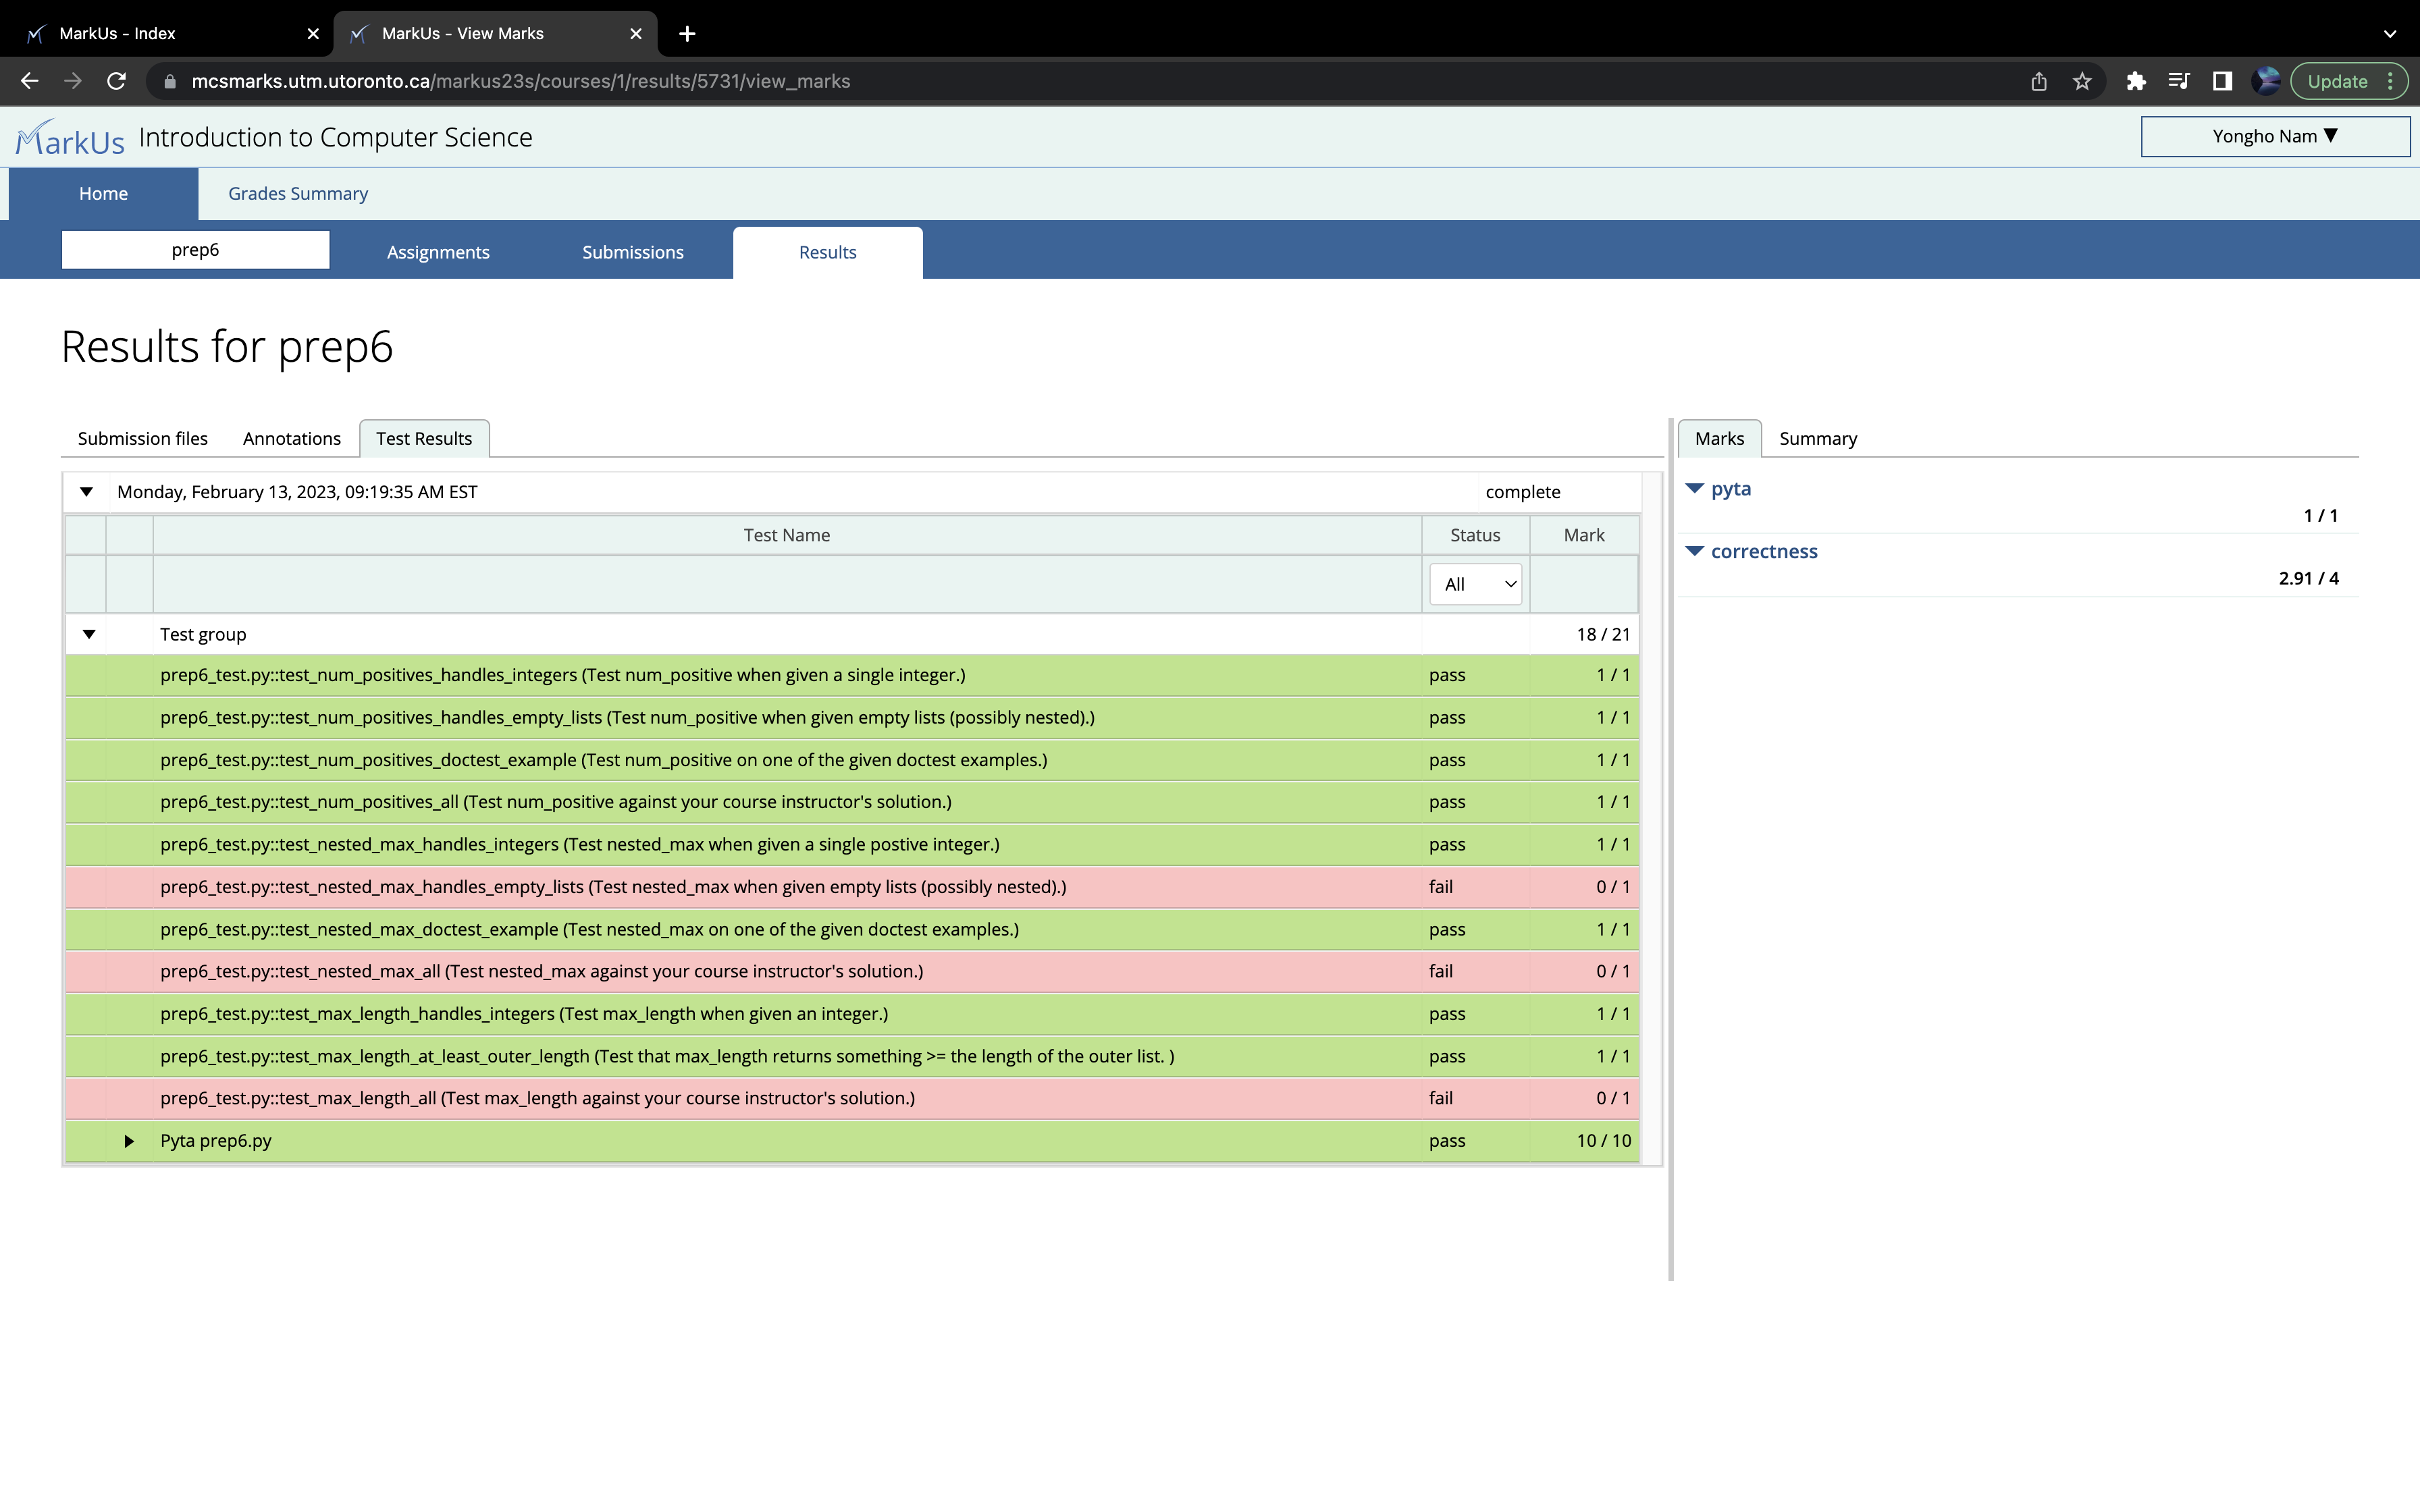 MarkUs - Index
MarkUs - View Marks
mcsmarks.utm.utoronto.ca/markus23s/courses/1/results/5731/view_marks
Update
MarkUs Introduction to Computer Science
Yongho Nam ▼
Home
Grades Summary
prep6
Assignments
Submissions
Results
Results for prep6
Submission files
Annotations
Test Results
Marks
Summary
Monday, February 13, 2023, 09:19:35 AM EST complete
pyta
1 / 1
correctness
2.91 / 4
Test Name Status Mark
All
Test group 18 / 21
prep6_test.py::test_num_positives_handles_integers (Test num_positive when given a single integer.) pass 1 / 1
prep6_test.py::test_num_positives_handles_empty_lists (Test num_positive when given empty lists (possibly nested).) pass 1 / 1
prep6_test.py::test_num_positives_doctest_example (Test num_positive on one of the given doctest examples.) pass 1 / 1
prep6_test.py::test_num_positives_all (Test num_positive against your course instructor's solution.) pass 1 / 1
prep6_test.py::test_nested_max_handles_integers (Test nested_max when given a single postive integer.) pass 1 / 1
prep6_test.py::test_nested_max_handles_empty_lists (Test nested_max when given empty lists (possibly nested).) fail 0 / 1
prep6_test.py::test_nested_max_doctest_example (Test nested_max on one of the given doctest examples.) pass 1 / 1
prep6_test.py::test_nested_max_all (Test nested_max against your course instructor's solution.) fail 0 / 1
prep6_test.py::test_max_length_handles_integers (Test max_length when given an integer.) pass 1 / 1
prep6_test.py::test_max_length_at_least_outer_length (Test that max_length returns something >= the length of the outer list. ) pass 1 / 1
prep6_test.py::test_max_length_all (Test max_length against your course instructor's solution.) fail 0 / 1
Pyta prep6.py pass 10 / 10